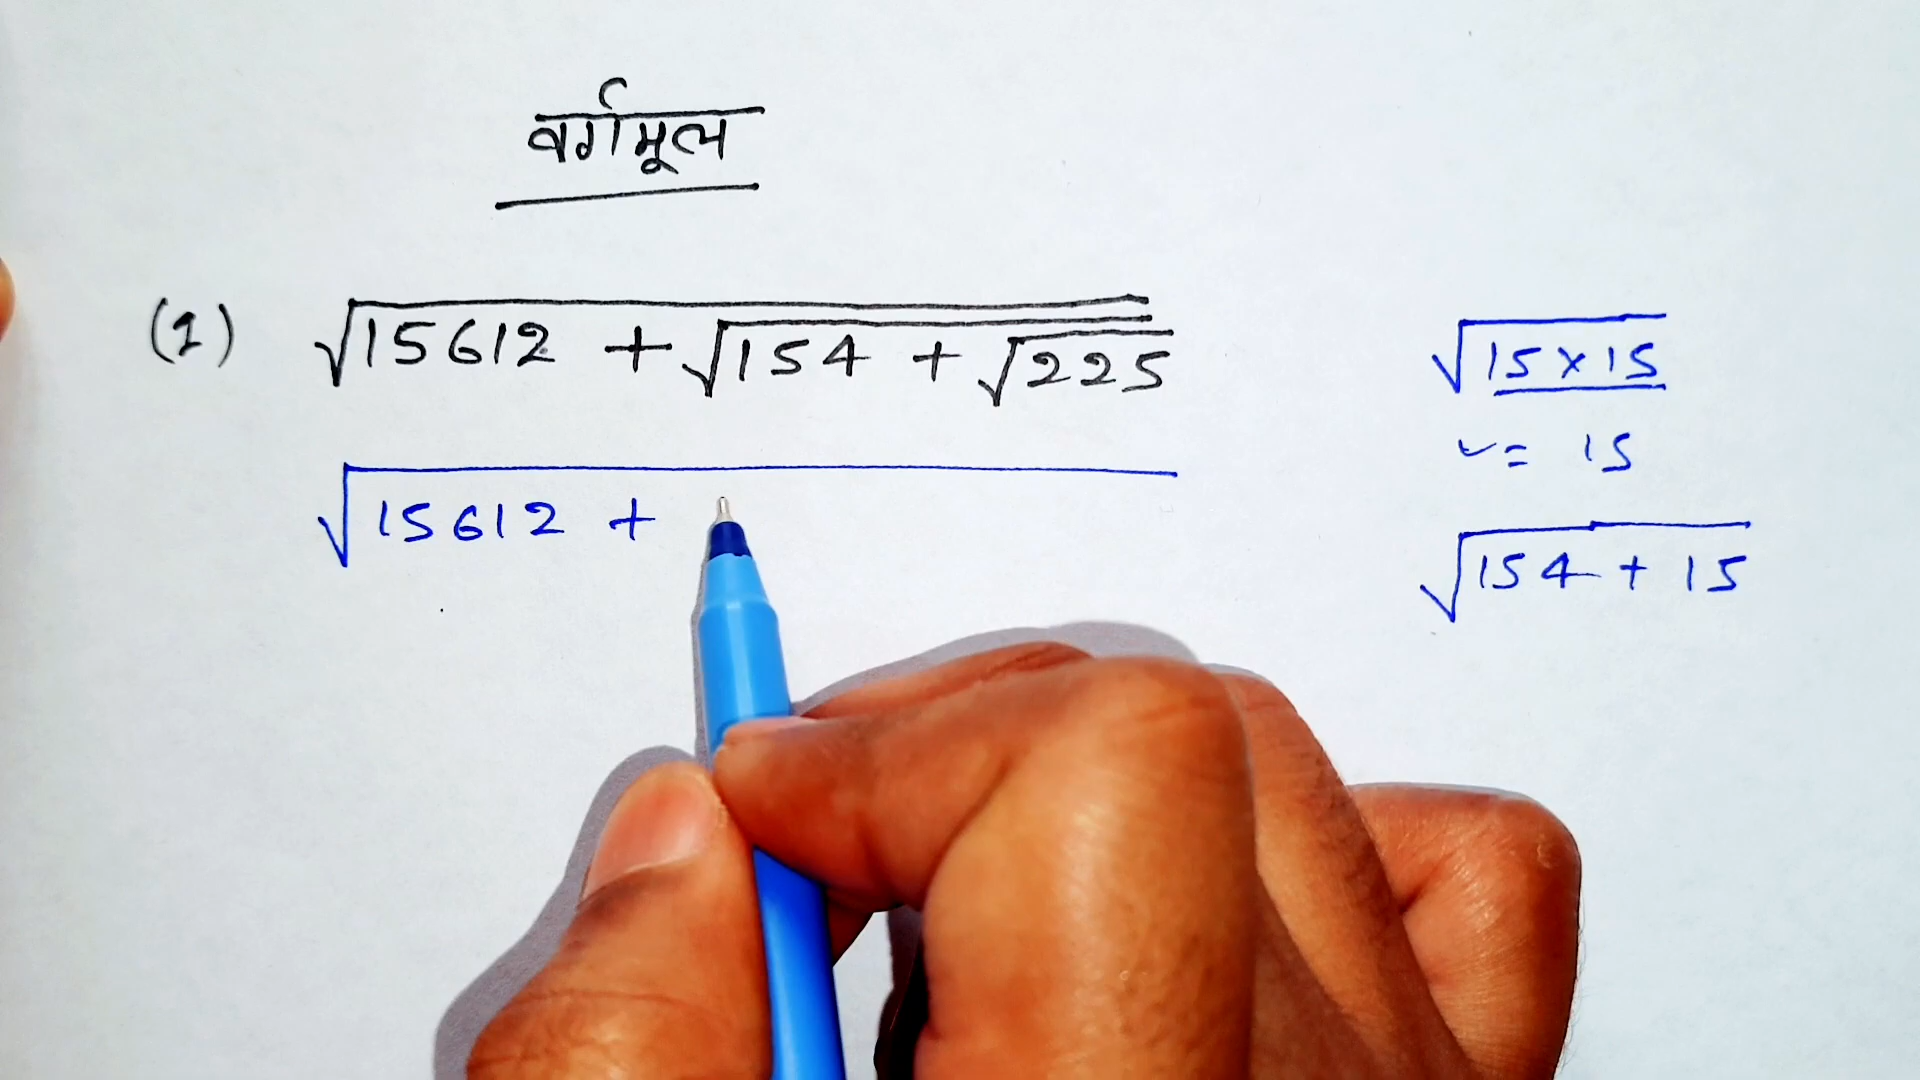 वर्गमूल
(1) √15612 + √154 + √225
√15612 +
√15×15
= 15
√154 + 15